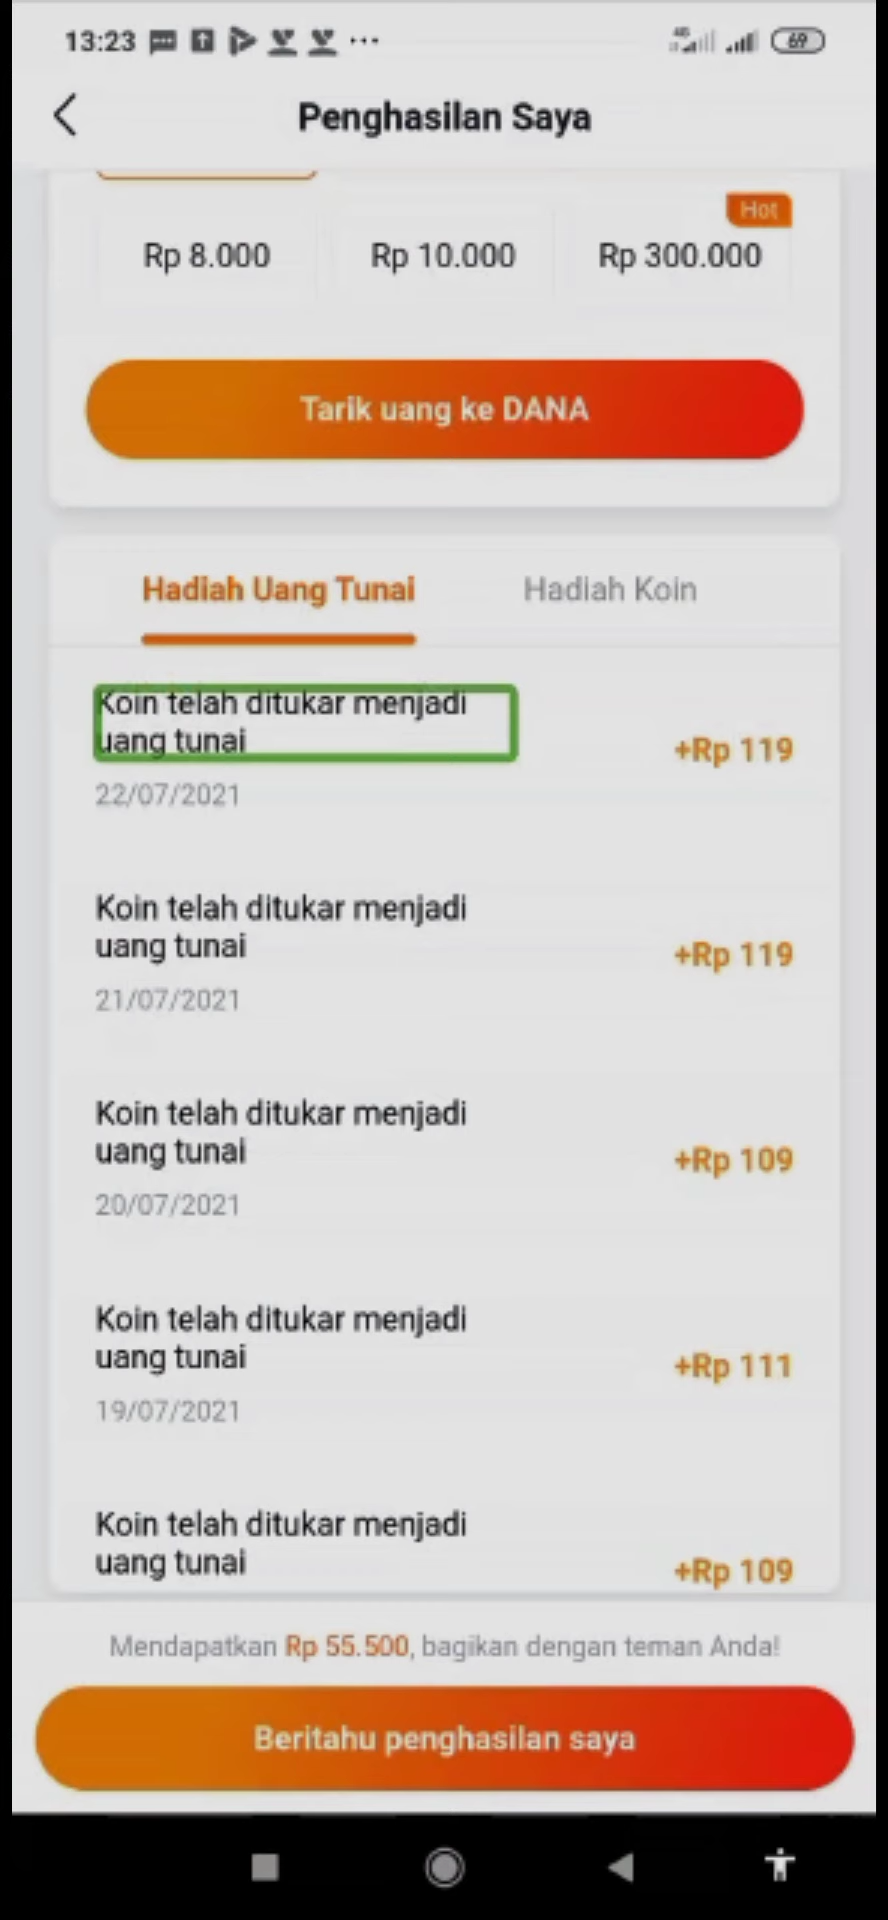 13:23
4G
69
Penghasilan Saya
Hot
Rp 8.000
Rp 10.000
Rp 300.000
Tarik uang ke DANA
Hadiah Uang Tunai
Hadiah Koin
Koin telah ditukar menjadi
uang tunai
+Rp 119
22/07/2021
Koin telah ditukar menjadi
uang tunai
+Rp 119
21/07/2021
Koin telah ditukar menjadi
uang tunai
+Rp 109
20/07/2021
Koin telah ditukar menjadi
uang tunai
+Rp 111
19/07/2021
Koin telah ditukar menjadi
uang tunai
+Rp 109
Mendapatkan Rp 55.500, bagikan dengan teman Anda!
Beritahu penghasilan saya